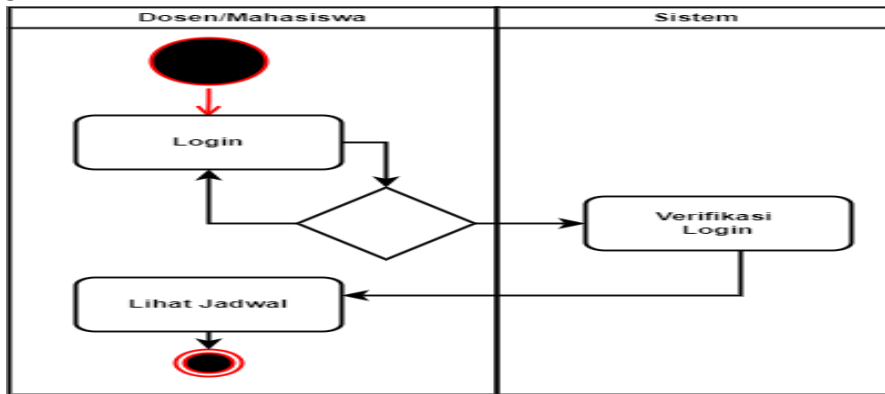 Dosen/Mahasiswa
Sistem
Login
Verifikasi
Login
Lihat Jadwal